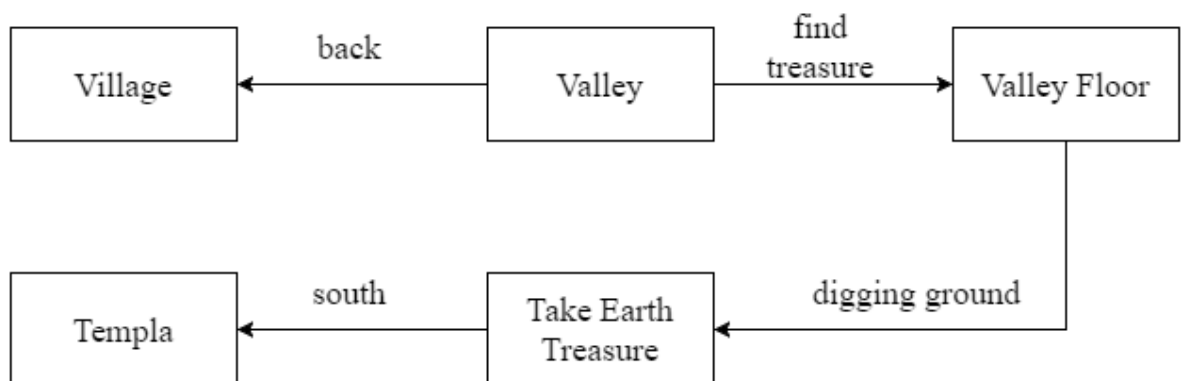 back
find
treasure
Village
Valley
Valley Floor
south
digging ground
Templa
Take Earth
Treasure